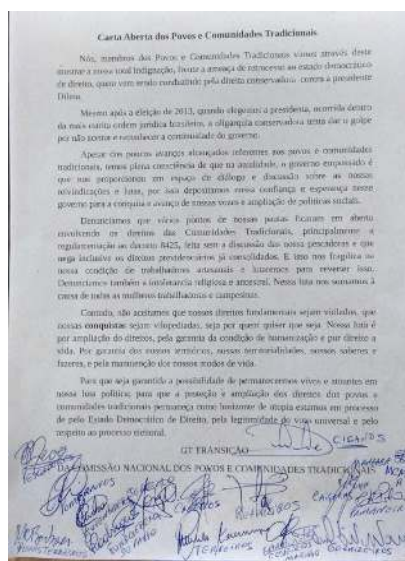 Carta Aberta dos Povos e Comunidades Tradicionais
Nós, membros dos Povos e Comunidades Tradicionais vimos através deste
mostrar a nossa total indignação, frente a ameaça de retrocesso ao estado democrático
de direito, quem vem sendo conduzido pela direita conservadora contra a presidente
Dilma.
Mesmo após a eleição de 2013, quando elegemos a presidenta, ocorrida dentro
da mais estrita ordem jurídica brasileira, a oligarquia conservadora tenta dar o golpe
por não aceitar e a continuidade do governo.
Apesar dos poucos avanços alcançados referentes aos povos e comunidades
tradicionais, temos plena consciência de que na atualidade, o governo empossado é
que nos proporcionou em espaço de diálogo e discussão sobre as nossas
reivindicações e lutas, por isso depositamos nossa confiança e esperança neste
governo para a conquista e avanço de nossas vozes e ampliação de políticas sociais.
Denunciamos que vários pontos de nossas pautas ficaram em aberto
envolvendo os direitos das Comunidades Tradicionais, principalmente a
regulamentação ao decreto 8425, feita sem a discussão das nossa pescadoras e que
nega inclusive os direitos previdenciários já consolidados. E isso nos fragiliza na
nossa condição de trabalhadoras artesanais e lutaremos para reverter isso.
Denunciamos também a intolerância religiosa e ancestral. Nessa luta nos somamos à
causa de todas as mulheres trabalhadoras e campesinas.
Contudo, não aceitamos que nossos direitos fundamentais sejam violados, que
nossas conquistas sejam vilipediadas, seja por quem quiser que seja. Nossa luta é
por ampliação do direitos, pela garantia da condição de humanização e por direito a
vida. Por garantia dos nossos territórios, nossas territorialidades, nossos saberes e
fazeres, e pela manutenção dos nossos modos de vida.
Para que seja garantido a possibilidade de permanecermos vivos e atuantes em
nossa luta política; para que a proteção e ampliação dos direitos dos povos e
comunidades tradicionais permaneça como horizonte de utopia estamos em processo
de pelo Estado Democrático de Direito, pela legitimidade do voto universal e pelo
respeito ao processo eleitoral.
CIGANOS
GT TRANSIÇÃO
DA COMISSÃO NACIONAL DOS POVOS E COMUNIDADES TRADICIONAIS
TERREIROS